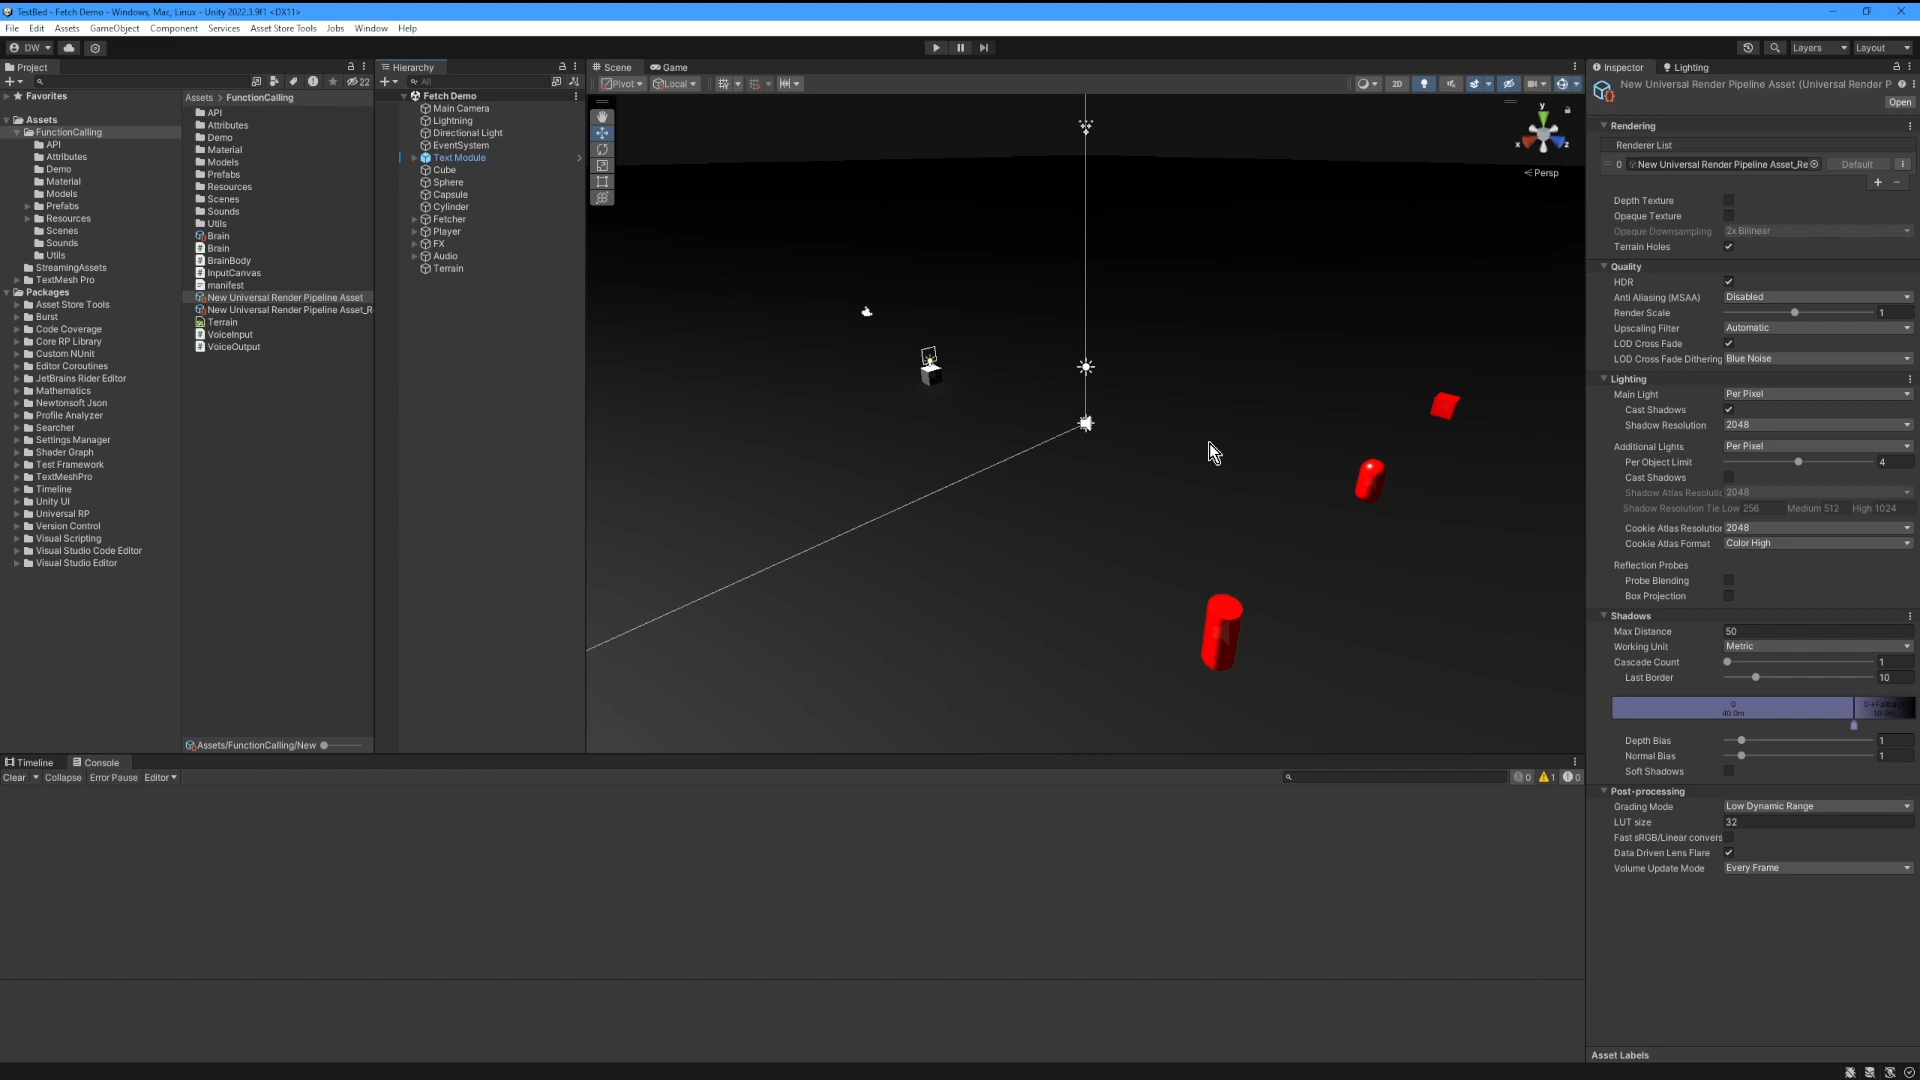 TestBed - Fetch Demo - Windows, Mac, Linux - Unity 2022.3.9f1 <DX11>
File Edit Assets GameObject Component Services Asset Store Tools Jobs Window Help
DW
Layers Layout
Project
22
Favorites
Assets
FunctionCalling
API
Attributes
Demo
Material
Models
Prefabs
Resources
Scenes
Sounds
Utils
StreamingAssets
TextMesh Pro
Packages
Asset Store Tools
Burst
Code Coverage
Core RP Library
Custom NUnit
Editor Coroutines
JetBrains Rider Editor
Mathematics
Newtonsoft Json
Profile Analyzer
Searcher
Settings Manager
Shader Graph
Test Framework
TextMeshPro
Timeline
Unity UI
Universal RP
Version Control
Visual Scripting
Visual Studio Code Editor
Visual Studio Editor
Assets > FunctionCalling
API
Attributes
Demo
Material
Models
Prefabs
Resources
Scenes
Sounds
Utils
Brain
Brain
BrainBody
InputCanvas
manifest
New Universal Render Pipeline Asset
New Universal Render Pipeline Asset_R
Terrain
VoiceInput
VoiceOutput
Assets/FunctionCalling/New
Hierarchy
All
Fetch Demo
Main Camera
Lightning
Directional Light
EventSystem
Text Module
Cube
Sphere
Capsule
Cylinder
Fetcher
Player
FX
Audio
Terrain
Scene Game
Pivot Local 2D
y
x z
Persp
Inspector Lighting
New Universal Render Pipeline Asset (Universal Render P
Open
Rendering
Renderer List
0 New Universal Render Pipeline Asset_Re Default
Depth Texture
Opaque Texture
Opaque Downsampling 2x Bilinear
Terrain Holes
Quality
HDR
Anti Aliasing (MSAA) Disabled
Render Scale 1
Upscaling Filter Automatic
LOD Cross Fade
LOD Cross Fade Dithering Blue Noise
Lighting
Main Light Per Pixel
Cast Shadows
Shadow Resolution 2048
Additional Lights Per Pixel
Per Object Limit 4
Cast Shadows
Shadow Atlas Resolutic 2048
Shadow Resolution Tie Low 256 Medium 512 High 1024
Cookie Atlas Resolution 2048
Cookie Atlas Format Color High
Reflection Probes
Probe Blending
Box Projection
Shadows
Max Distance 50
Working Unit Metric
Cascade Count 1
Last Border 10
0 0→Fallback
40.0m 10.0m
Depth Bias 1
Normal Bias 1
Soft Shadows
Post-processing
Grading Mode Low Dynamic Range
LUT size 32
Fast sRGB/Linear convers
Data Driven Lens Flare
Volume Update Mode Every Frame
Asset Labels
Timeline Console
Clear Collapse Error Pause Editor
0 1 0